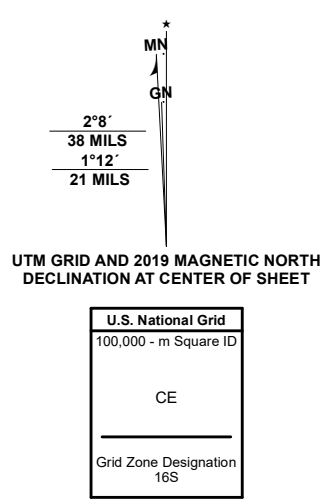 MN
GN
2°8´
38 MILS
1°12´
21 MILS
UTM GRID AND 2019 MAGNETIC NORTH
DECLINATION AT CENTER OF SHEET
U.S. National Grid
100,000 - m Square ID
CE
Grid Zone Designation
16S